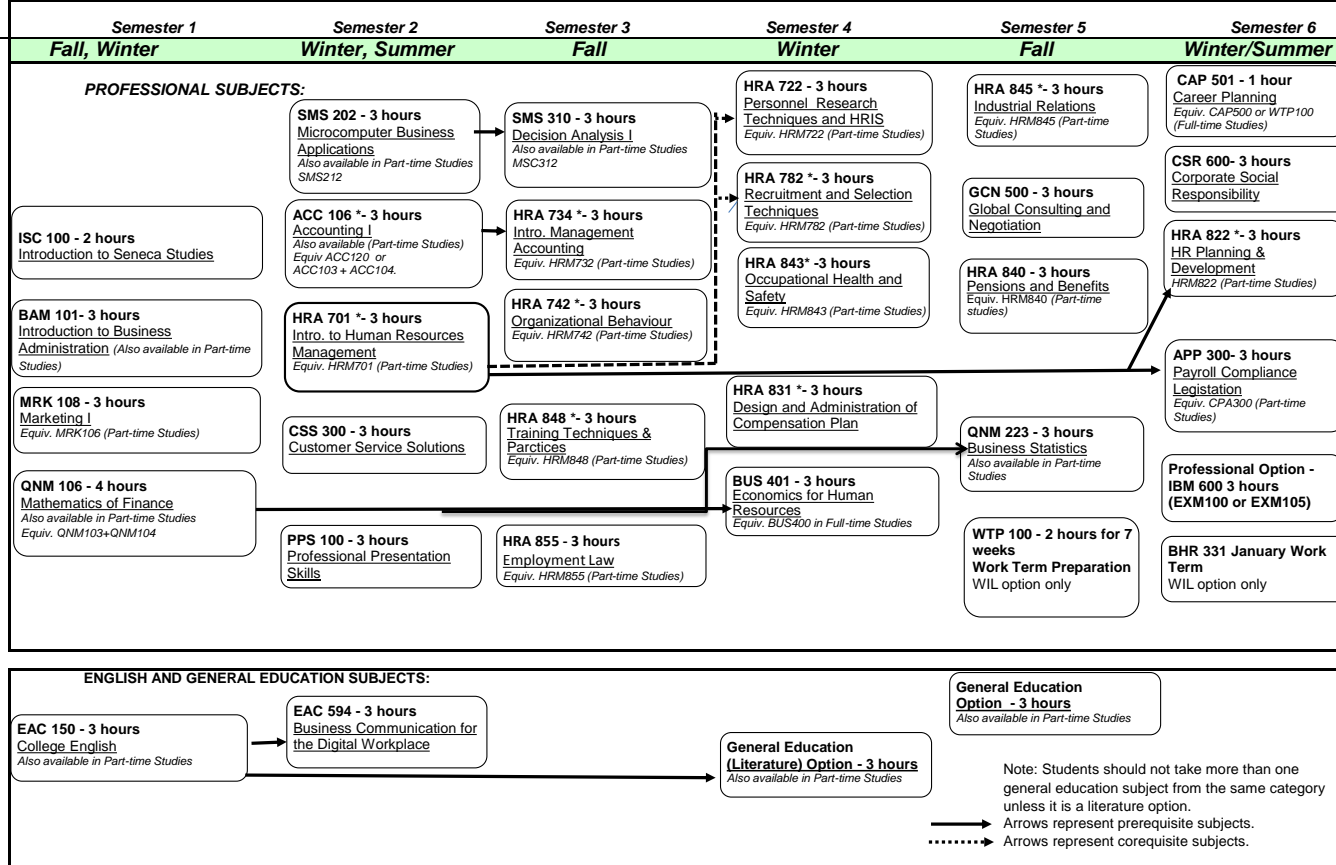 Semester 1
Semester 2
Semester 3
Semester 4
Semester 5
Semester 6
Fall, Winter
Winter, Summer
Fall
Winter
Fall
Winter/Summer
PROFESSIONAL SUBJECTS:
ISC 100 - 2 hours
Introduction to Seneca Studies
BAM 101- 3 hours
Introduction to Business
Administration (Also available in Part-time
Studies)
MRK 108 - 3 hours
Marketing I
Equiv. MRK106 (Part-time Studies)
QNM 106 - 4 hours
Mathematics of Finance
Also available in Part-time Studies
Equiv. QNM103+QNM104
SMS 202 - 3 hours
Microcomputer Business
Applications
Also available in Part-time Studies
SMS212
ACC 106 *- 3 hours
Accounting I
Also available (Part-time Studies)
Equiv ACC120 or
ACC103 + ACC104.
HRA 701 *- 3 hours
Intro. to Human Resources
Management
Equiv. HRM701 (Part-time Studies)
CSS 300 - 3 hours
Customer Service Solutions
PPS 100 - 3 hours
Professional Presentation
Skills
SMS 310 - 3 hours
Decision Analysis I
Also available in Part-time Studies
MSC312
HRA 734 *- 3 hours
Intro. Management
Accounting
Equiv. HRM732 (Part-time Studies)
HRA 742 *- 3 hours
Organizational Behaviour
Equiv. HRM742 (Part-time Studies)
HRA 848 *- 3 hours
Training Techniques &
Parctices
Equiv. HRM848 (Part-time Studies)
HRA 855 - 3 hours
Employment Law
Equiv. HRM855 (Part-time Studies)
HRA 722 - 3 hours
Personnel Research
Techniques and HRIS
Equiv. HRM722 (Part-time Studies)
HRA 782 *- 3 hours
Recruitment and Selection
Techniques
Equiv. HRM782 (Part-time Studies)
HRA 843* -3 hours
Occupational Health and
Safety
Equiv. HRM843 (Part-time Studies)
HRA 831 *- 3 hours
Design and Administration of
Compensation Plan
BUS 401 - 3 hours
Economics for Human
Resources
Equiv. BUS400 in Full-time Studies
HRA 845 *- 3 hours
Industrial Relations
Equiv. HRM845 (Part-time
Studies)
GCN 500 - 3 hours
Global Consulting and
Negotiation
HRA 840 - 3 hours
Pensions and Benefits
Equiv. HRM840 (Part-time
studies)
QNM 223 - 3 hours
Business Statistics
Also available in Part-time
Studies
WTP 100 - 2 hours for 7
weeks
Work Term Preparation
WIL option only
CAP 501 - 1 hour
Career Planning
Equiv. CAP500 or WTP100
(Full-time Studies)
CSR 600- 3 hours
Corporate Social
Responsibility
HRA 822 *- 3 hours
HR Planning &
Development
HRM822 (Part-time Studies)
APP 300- 3 hours
Payroll Compliance
Legistation
Equiv. CPA300 (Part-time
Studies)
Professional Option -
IBM 600 3 hours
(EXM100 or EXM105)
BHR 331 January Work
Term
WIL option only
ENGLISH AND GENERAL EDUCATION SUBJECTS:
EAC 150 - 3 hours
College English
Also available in Part-time Studies
EAC 594 - 3 hours
Business Communication for
the Digital Workplace
General Education
(Literature) Option - 3 hours
Also available in Part-time Studies
General Education
Option - 3 hours
Also available in Part-time Studies
Note: Students should not take more than one
general education subject from the same category
unless it is a literature option.
Arrows represent prerequisite subjects.
Arrows represent corequisite subjects.